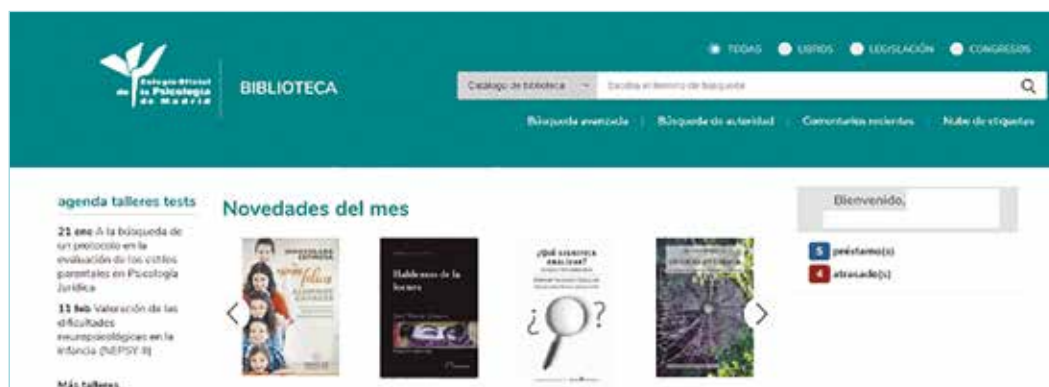 TODAS LIBROS LEGISLACIÓN CONGRESOS
Colegio Oficial
de la Psicología
de Madrid
BIBLIOTECA
Catálogo de biblioteca
Escriba el término de búsqueda
Búsqueda avanzada | Búsqueda de autoridad | Comentarios recientes | Nube de etiquetas
agenda talleres tests
21 ene A la búsqueda de
un protocolo en la
evaluación de los estilos
parentales en Psicología
Jurídica
11 feb Valoración de las
dificultades
neuropsicológicas en la
infancia (NEPSY II)
Más talleres
Novedades del mes
Hablemos de la
locura
¿QUÉ SIGNIFICA
ANALIZAR?
¿ ?
Bienvenido,
5 préstamo(s)
4 atrasado(s)